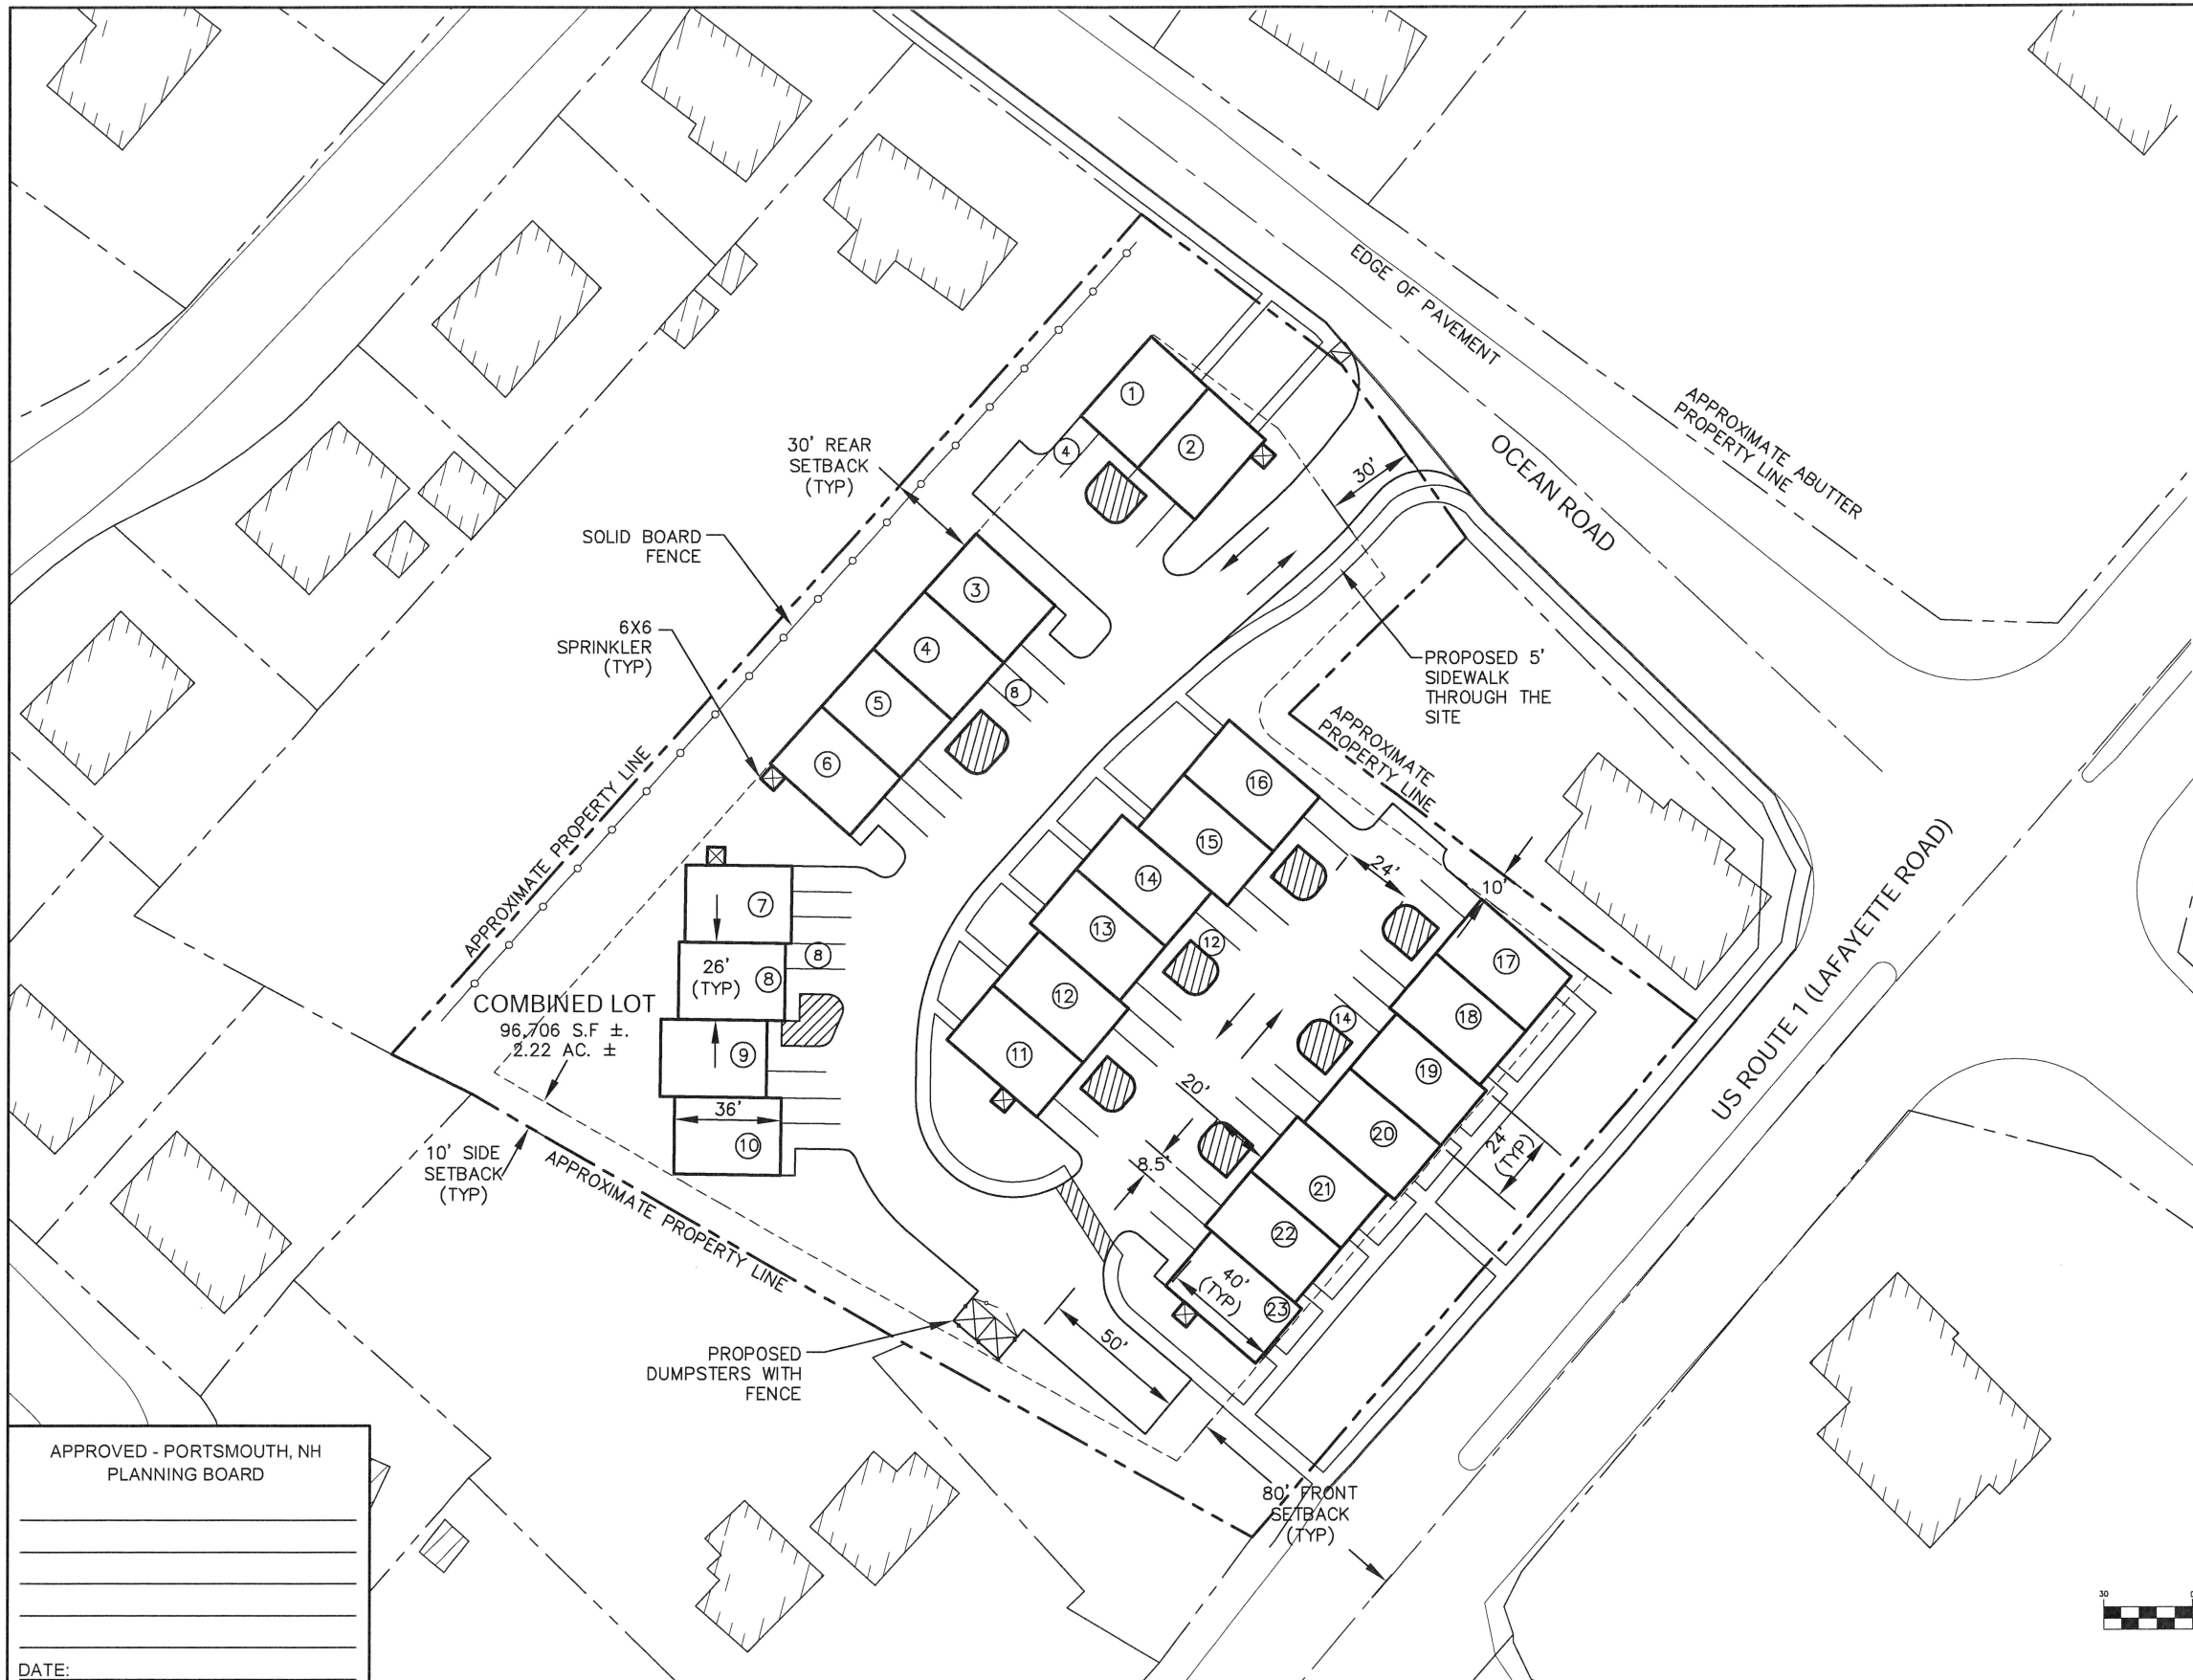 EDGE OF PAVEMENT
APPROXIMATE ABUTTER
PROPERTY LINE
OCEAN ROAD
1
2
4
30'
30' REAR
SETBACK
(TYP)
SOLID BOARD
FENCE
6X6
SPRINKLER
(TYP)
3
4
5
6
8
PROPOSED 5'
SIDEWALK
THROUGH THE
SITE
APPROXIMATE
PROPERTY LINE
APPROXIMATE PROPERTY LINE
16
15
14
13
12
11
12
24'
10'
7
8
9
10
8
26'
(TYP)
36'
COMBINED LOT
96,706 S.F ±.
2.22 AC. ±
17
18
19
20
21
22
23
14
20'
8.5'
24'
(TYP)
40'
(TYP)
US ROUTE 1 (LAFAYETTE ROAD)
10' SIDE
SETBACK
(TYP)
APPROXIMATE PROPERTY LINE
PROPOSED
DUMPSTERS WITH
FENCE
50'
80' FRONT
SETBACK
(TYP)
APPROVED - PORTSMOUTH, NH
PLANNING BOARD
DATE:
30